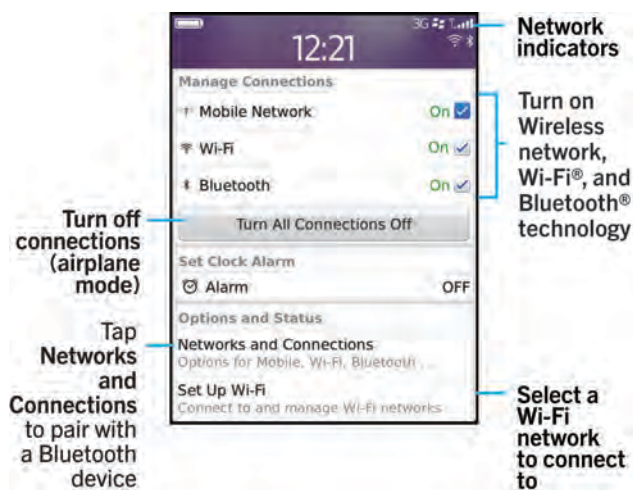 3G
12:21
Network
indicators
Manage Connections
Mobile Network On
Wi-Fi On
Bluetooth On
Turn on
Wireless
network,
Wi-Fi®, and
Bluetooth®
technology
Turn All Connections Off
Turn off
connections
(airplane
mode)
Set Clock Alarm
Alarm OFF
Options and Status
Networks and Connections
Options for Mobile, Wi-Fi, Bluetooth ...
Tap
Networks
and
Connections
to pair with
a Bluetooth
device
Set Up Wi-Fi
Connect to and manage Wi-Fi networks
Select a
Wi-Fi
network
to connect
to